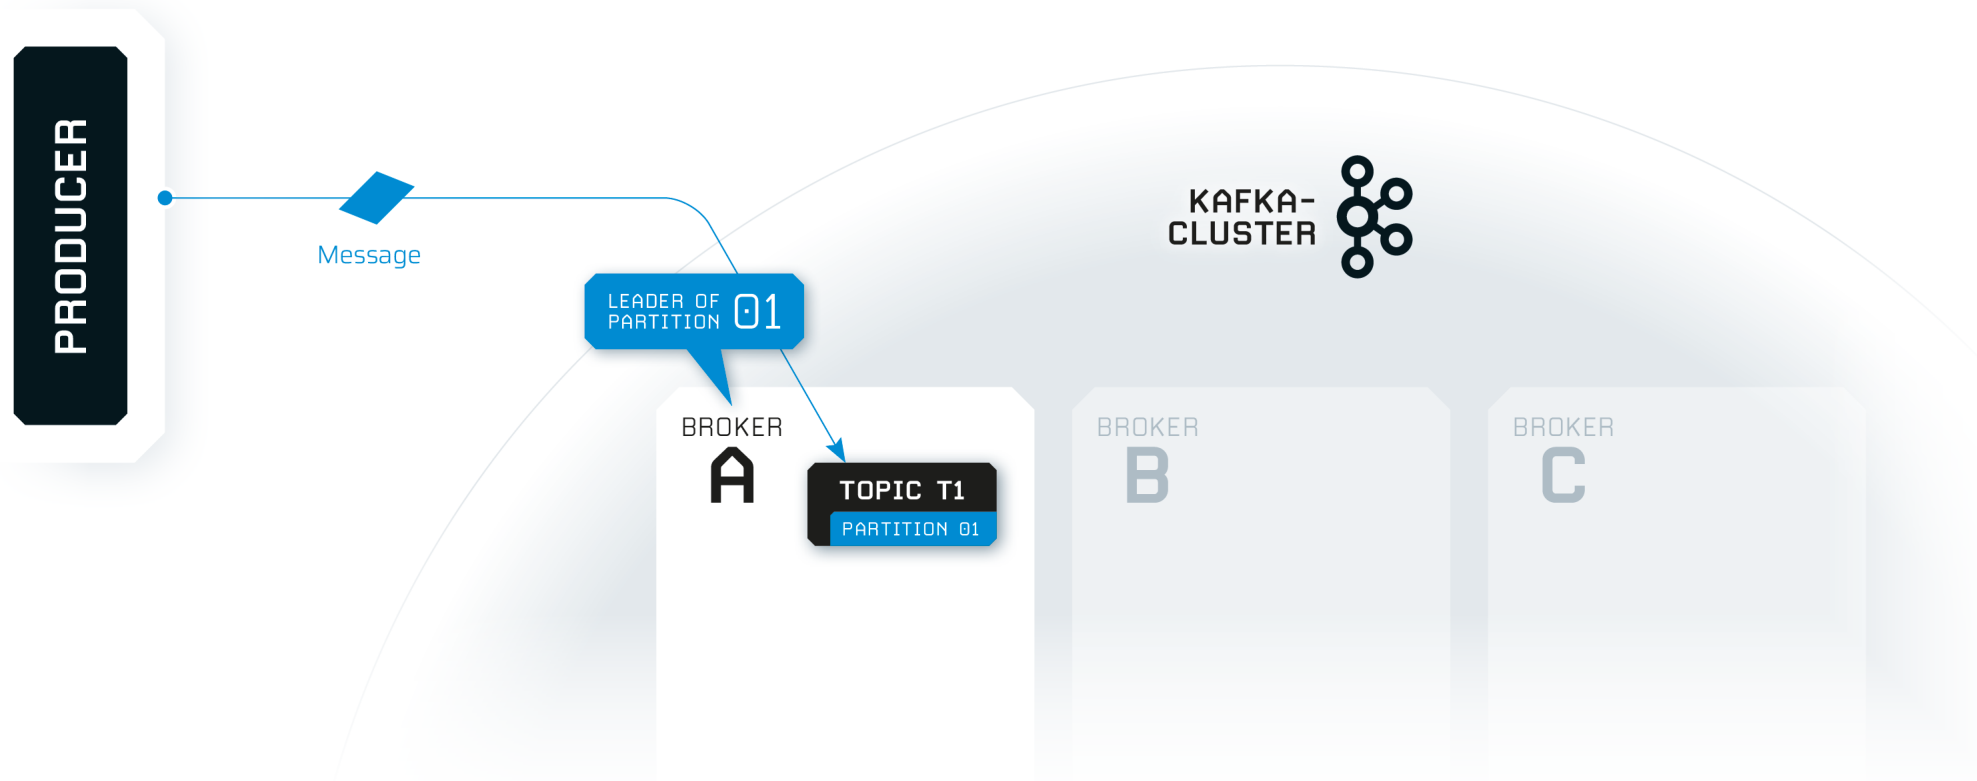 PRODUCER
Message
KAFKA-
CLUSTER
LEADER OF
PARTITION 01
BROKER
A
TOPIC T1
PARTITION 01
BROKER
B
BROKER
C